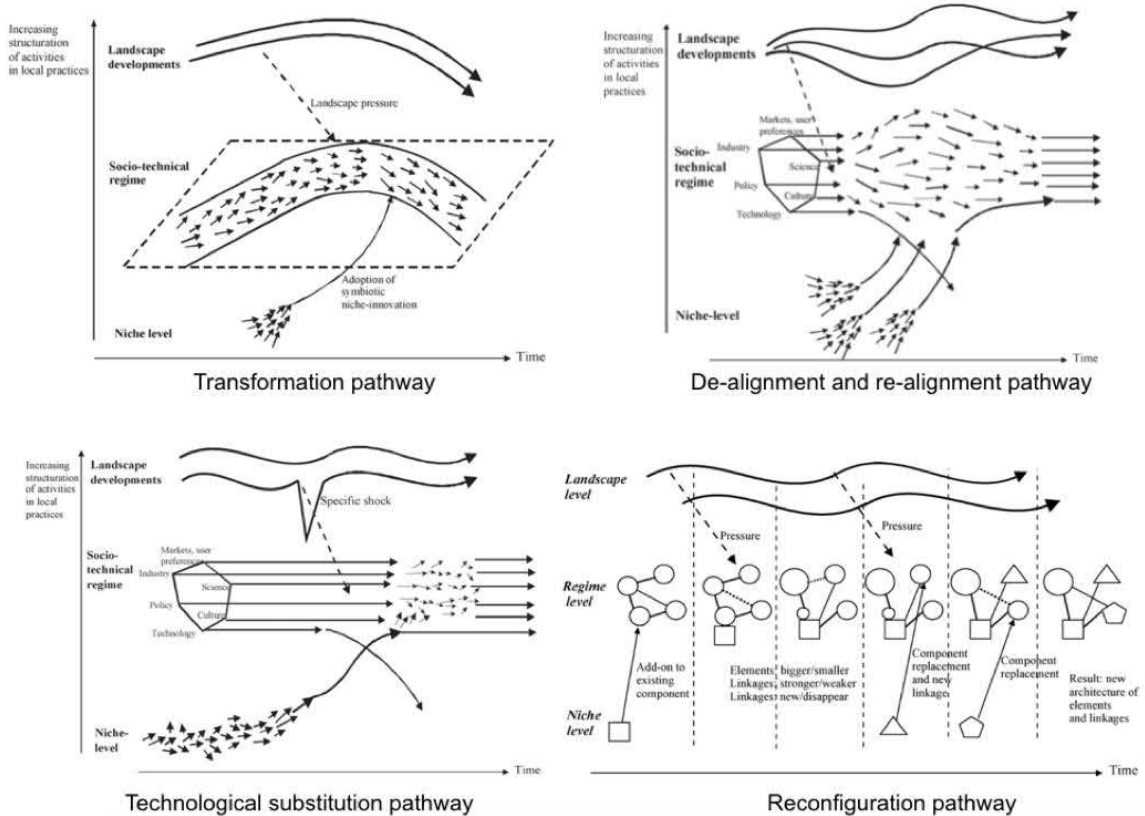 Increasing
structuration
of activities
in local practices
Landscape
developments
Landscape pressure
Socio-technical
regime
Adoption of
symbiotic
niche-innovation
Niche level
Time
Transformation pathway
Increasing
structuration
of activities
in local
practices
Landscape
developments
Markets, user
preferences
Industry
Science
Socio-
technical
regime
Policy
Culture
Technology
Niche-level
Time
De-alignment and re-alignment pathway
Increasing
structuration
of activities
in local
practices
Landscape
developments
Specific shock
Markets, user
preferences
Socio-
technical
regime
Industry
Science
Policy
Culture
Technology
Niche-
level
Time
Technological substitution pathway
Landscape
level
Pressure
Pressure
Regime
level
Add-on to
existing
component
Elements: bigger/smaller
Linkages: stronger/weaker
Linkages: new/disappear
Component
replacement
and new
linkage
Component
replacement
Result: new
architecture of
elements
and linkages
Niche
level
Time
Reconfiguration pathway